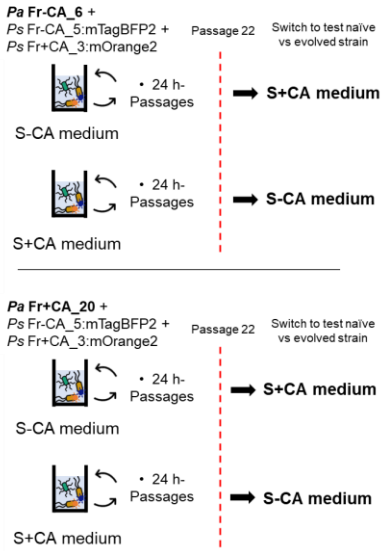 Pa Fr-CA_6 +
Ps Fr-CA_5:mTagBFP2 +
Ps Fr+CA_3:mOrange2
Passage 22
Switch to test naïve
vs evolved strain
• 24 h-
Passages
S+CA medium
S-CA medium
• 24 h-
Passages
S-CA medium
S+CA medium
Pa Fr+CA_20 +
Ps Fr-CA_5:mTagBFP2 +
Ps Fr+CA_3:mOrange2
Passage 22
Switch to test naïve
vs evolved strain
• 24 h-
Passages
S+CA medium
S-CA medium
• 24 h-
Passages
S-CA medium
S+CA medium